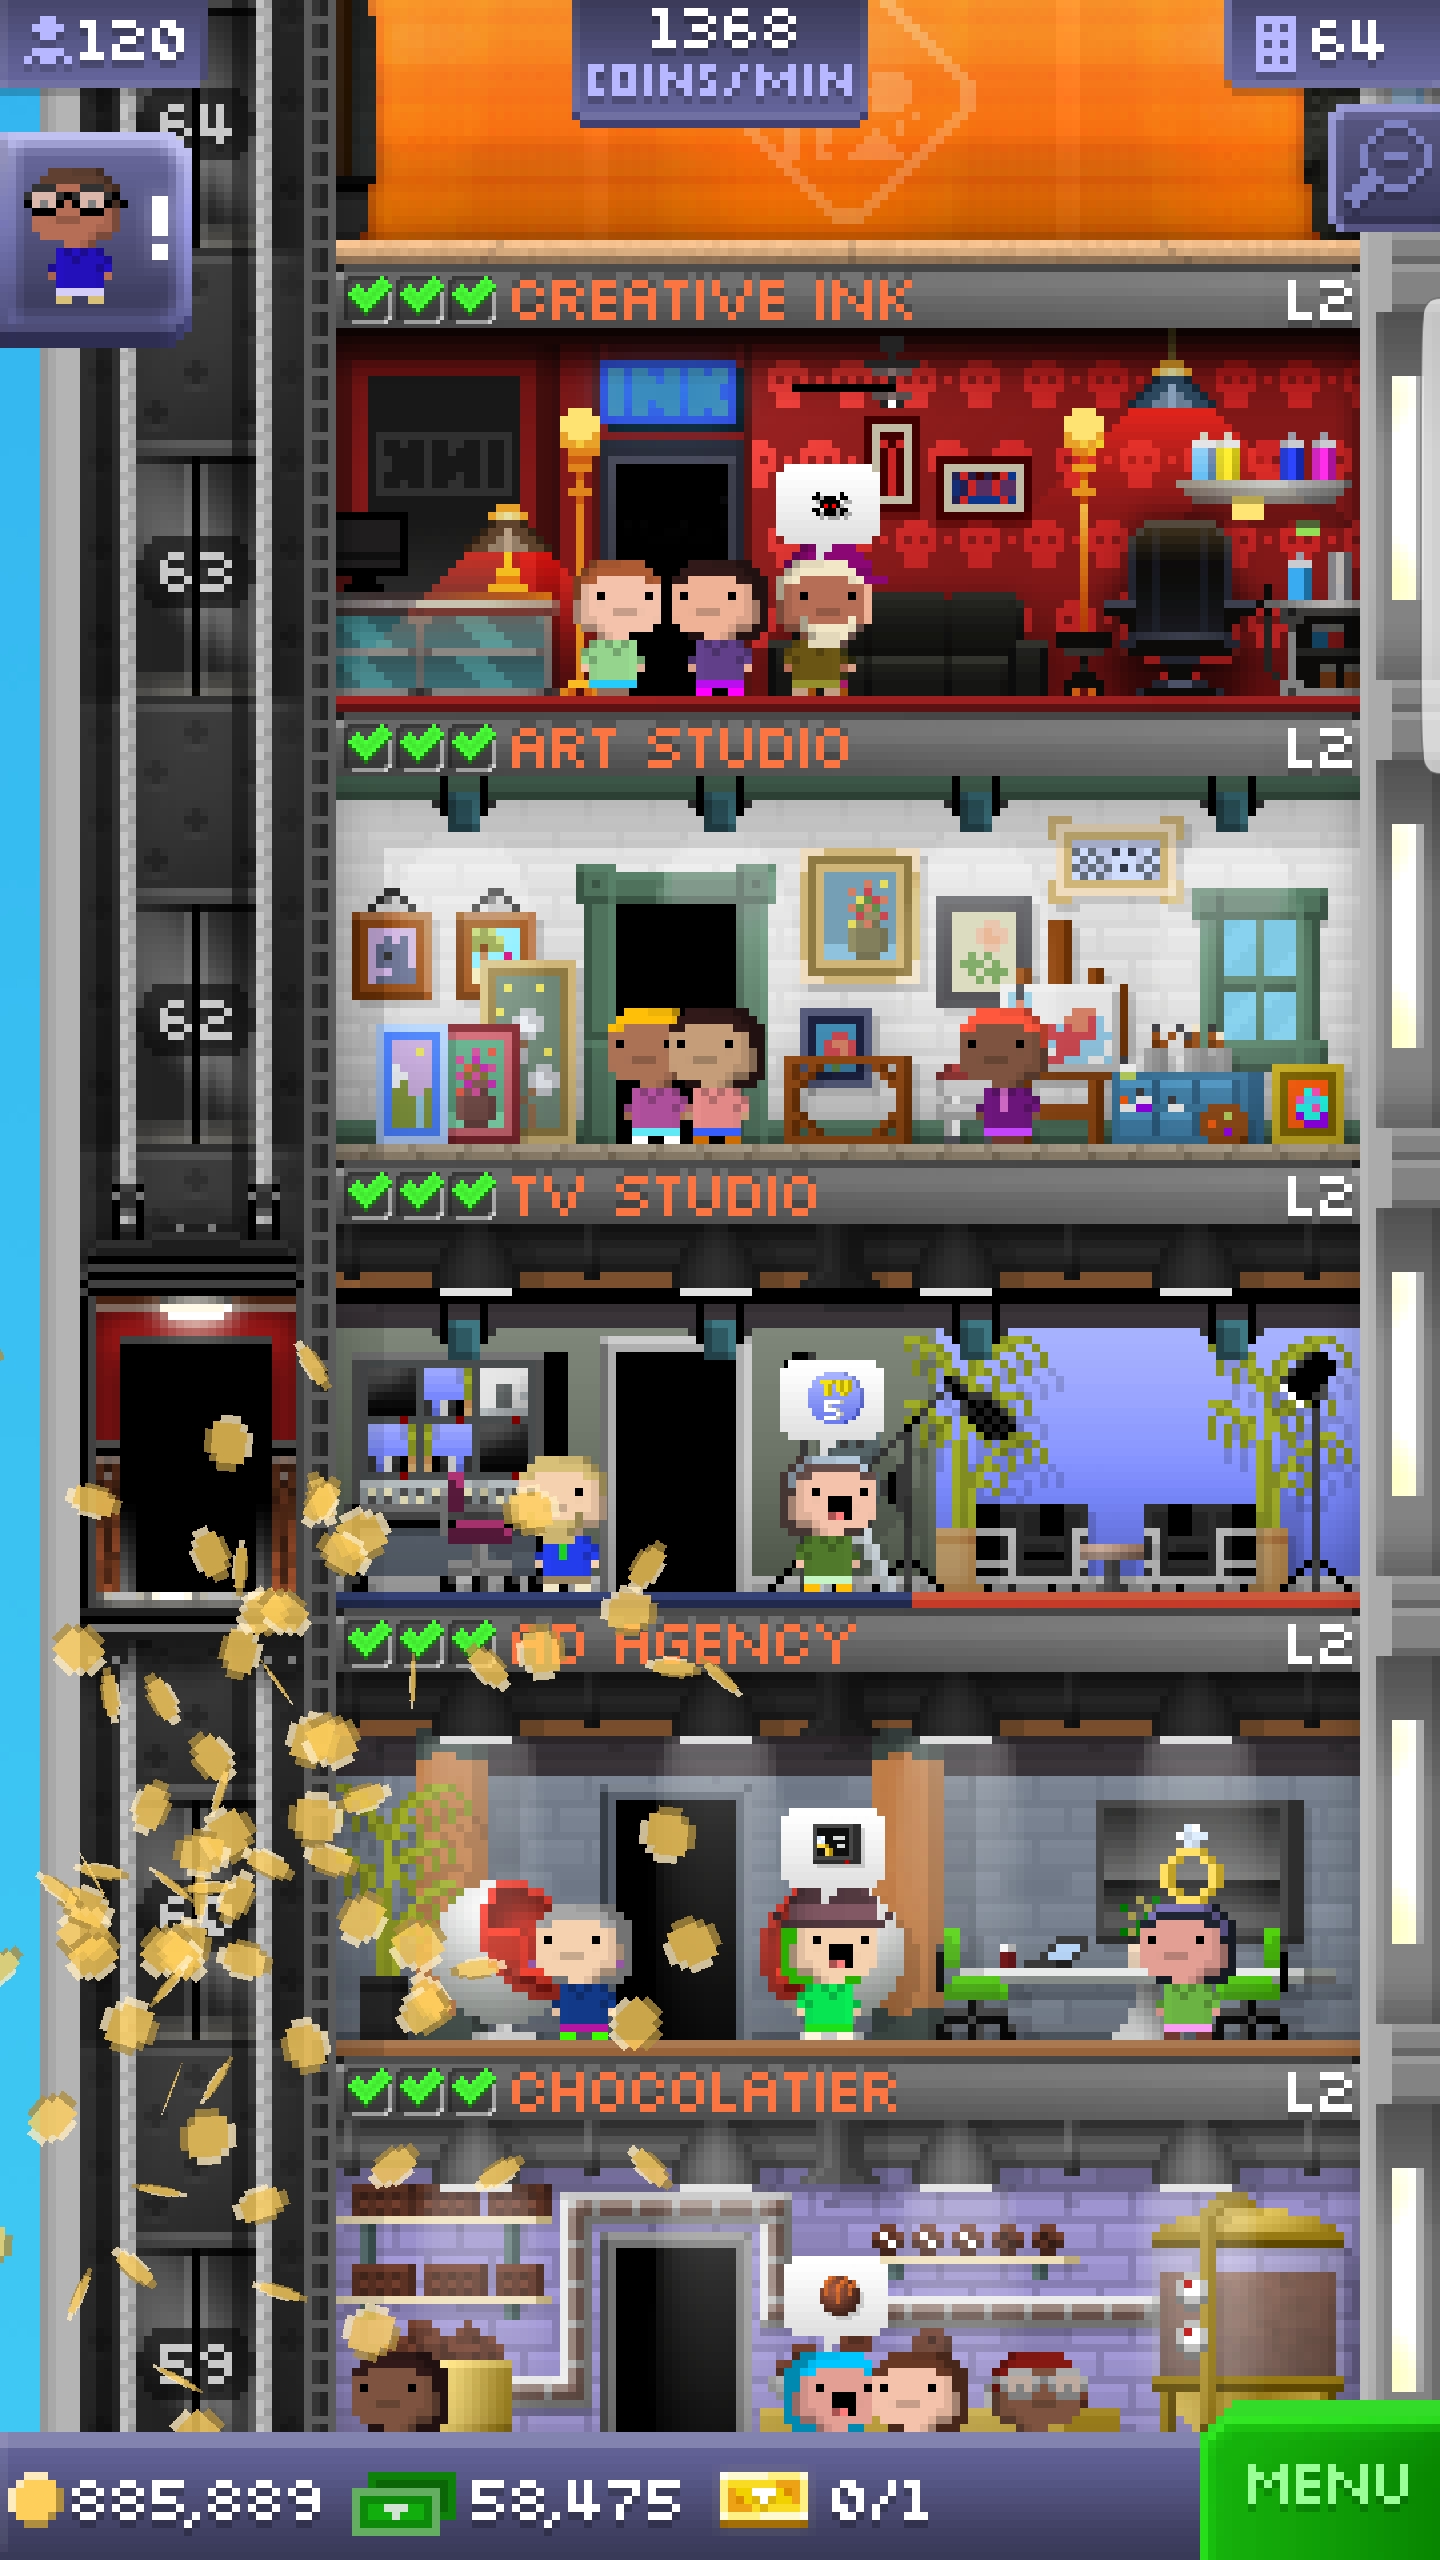 120
1368
COINS/MIN
64
64
!
CREATIVE INK L2
INK
63
ART STUDIO L2
62
TV STUDIO L2
TV
5
AD AGENCY L2
CHOCOLATIER L2
59
885,889 58,475 0/1
MENU